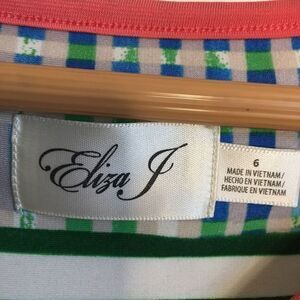 Eliza J
6
MADE IN VIETNAM/
HECHO EN VIETNAM/
FABRIQUE EN VIETNAM